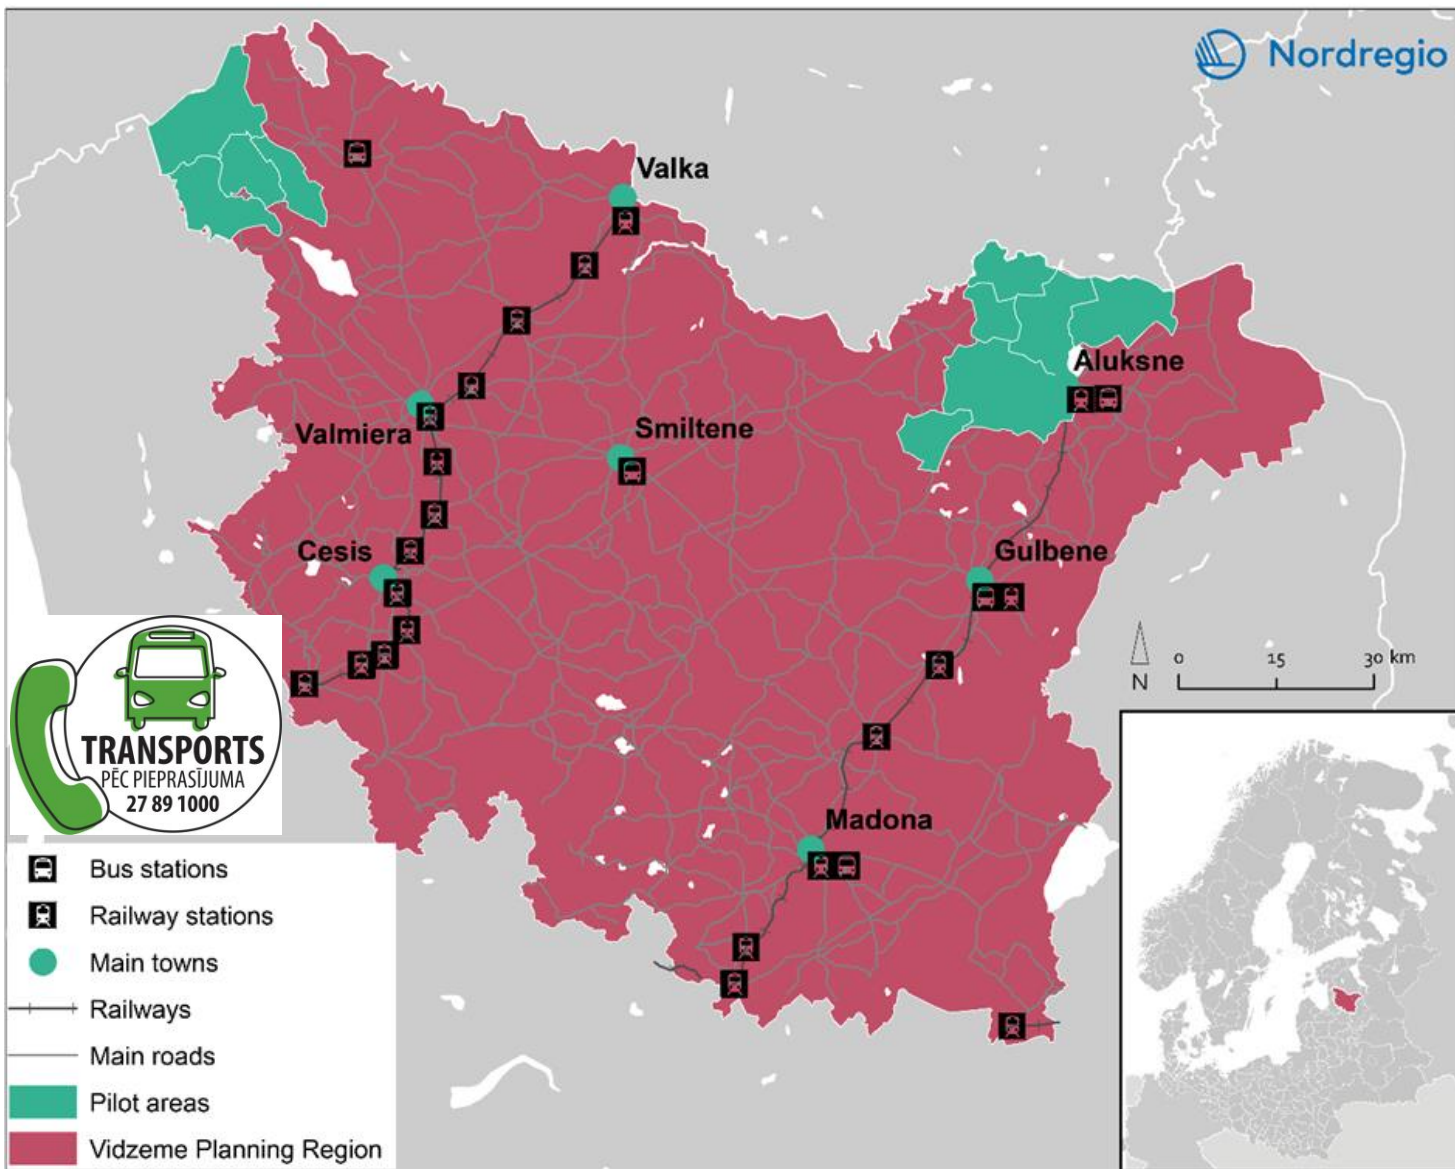 Nordregio
Valka
Aluksne
Valmiera
Smiltene
Cesis
Gulbene
0 15 30 km
N
TRANSPORTS
PĒC PIEPRASĪJUMA
27 89 1000
Madona
Bus stations
Railway stations
Main towns
Railways
Main roads
Pilot areas
Vidzeme Planning Region